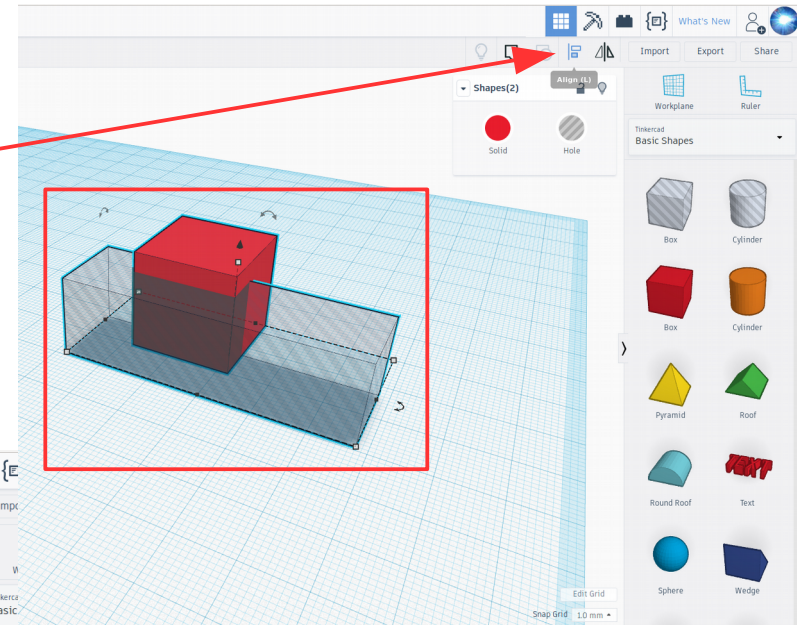 What's New
Import Export Share
Align (L)
Shapes(2)
Solid Hole
Workplane Ruler
Tinkercad
Basic Shapes
Box Cylinder
Box Cylinder
Pyramid Roof
Round Roof Text
TEXT
Sphere Wedge
Edit Grid
Snap Grid 1.0 mm